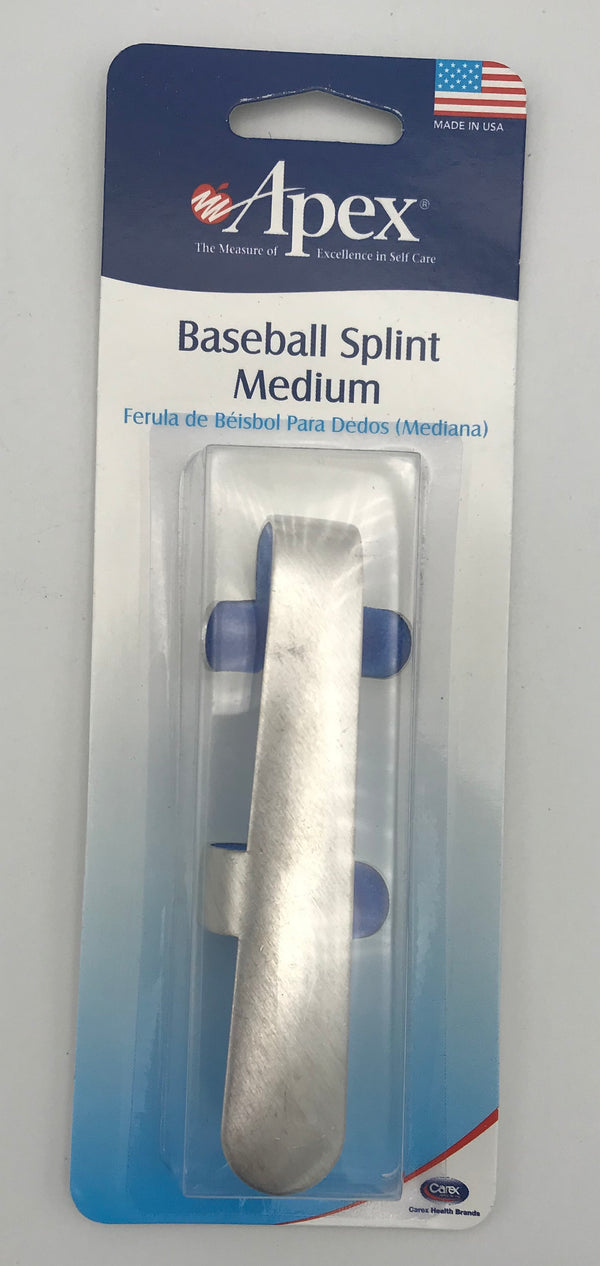 MADE IN USA
Apex®
The Measure of Excellence in Self Care
Baseball Splint
Medium
Ferula de Béisbol Para Dedos (Mediana)
Carex
Carex Health Brands